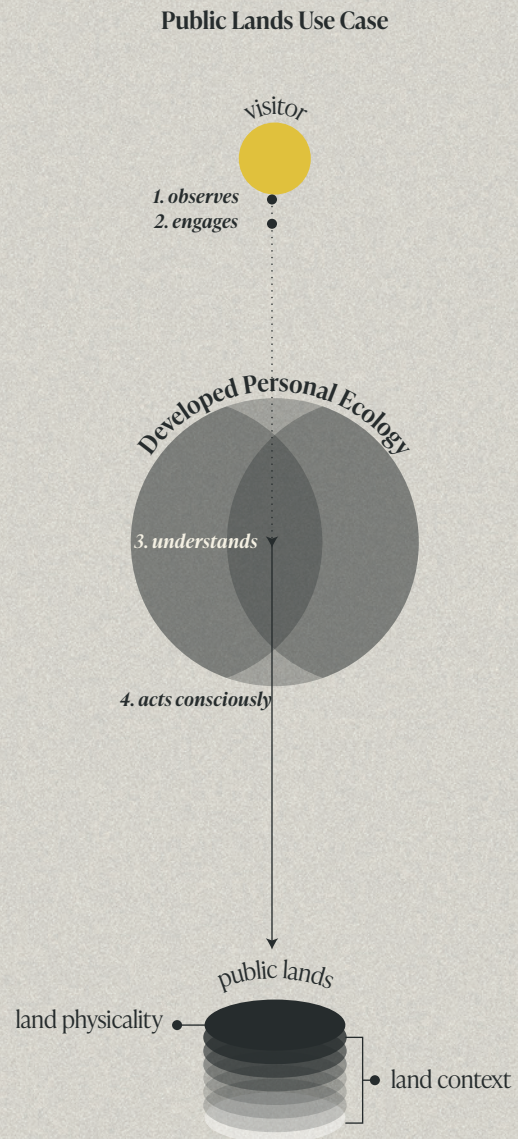 Public Lands Use Case
visitor
1. observes
2. engages
Developed Personal Ecology
3. understands
4. acts consciously
public lands
land physicality
land context